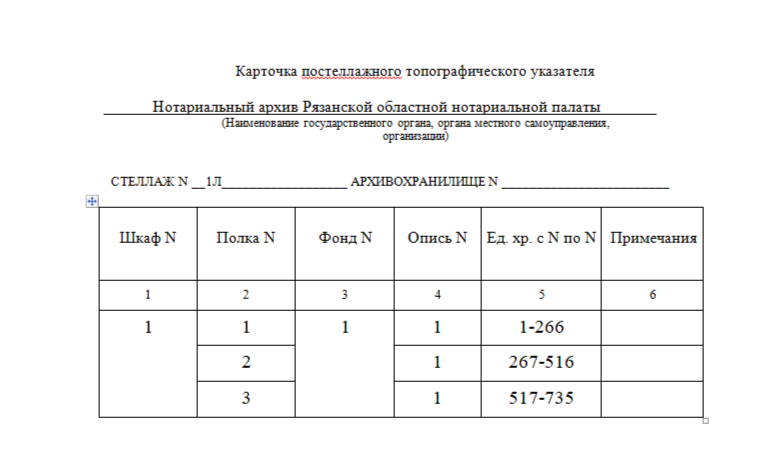 Карточка постеллажного топографического указателя
Нотариальный архив Рязанской областной нотариальной палаты
(Наименование государственного органа, органа местного самоуправления,
организации)
СТЕЛЛАЖ N __1Л___________________ АРХИВОХРАНИЛИЩЕ N _________________________
Шкаф N Полка N Фонд N Опись N Ед. хр. с N по N Примечания
1 2 3 4 5 6
1 1 1 1 1-266
2 1 267-516
3 1 517-735